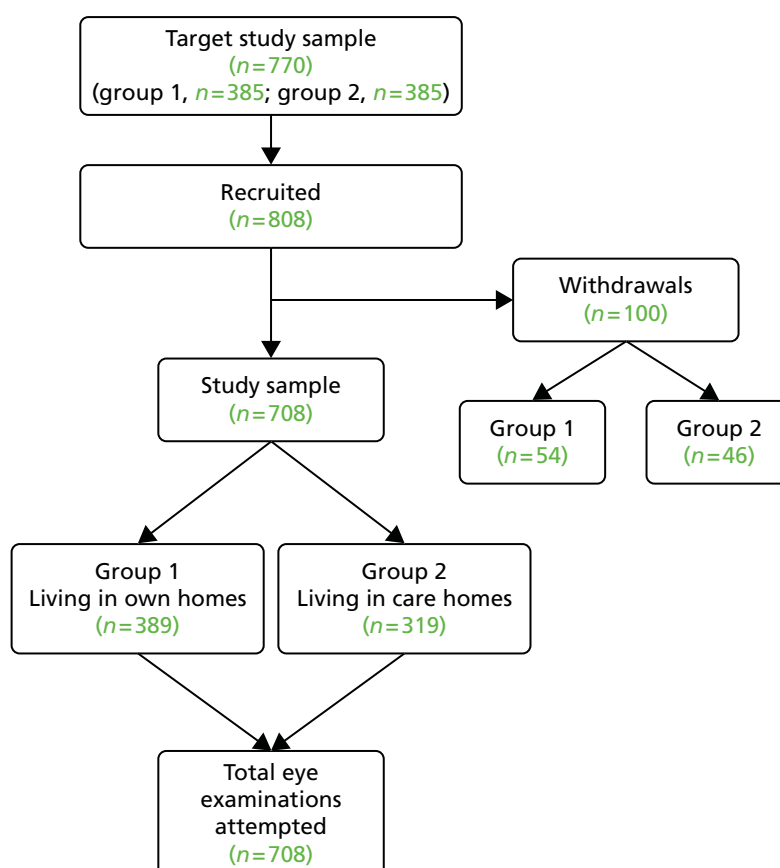 Target study sample
(n=770)
(group 1, n=385; group 2, n=385)
Recruited
(n=808)
Withdrawals
(n=100)
Study sample
(n=708)
Group 1
(n=54)
Group 2
(n=46)
Group 1
Living in own homes
(n=389)
Group 2
Living in care homes
(n=319)
Total eye
examinations
attempted
(n=708)